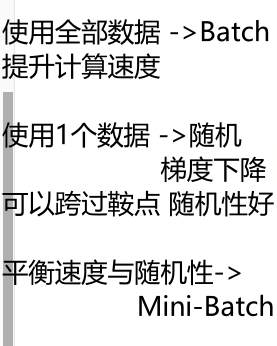 使用全部数据 ->Batch
提升计算速度
使用1个数据 ->随机
梯度下降
可以跨过鞍点 随机性好
平衡速度与随机性->
Mini-Batch